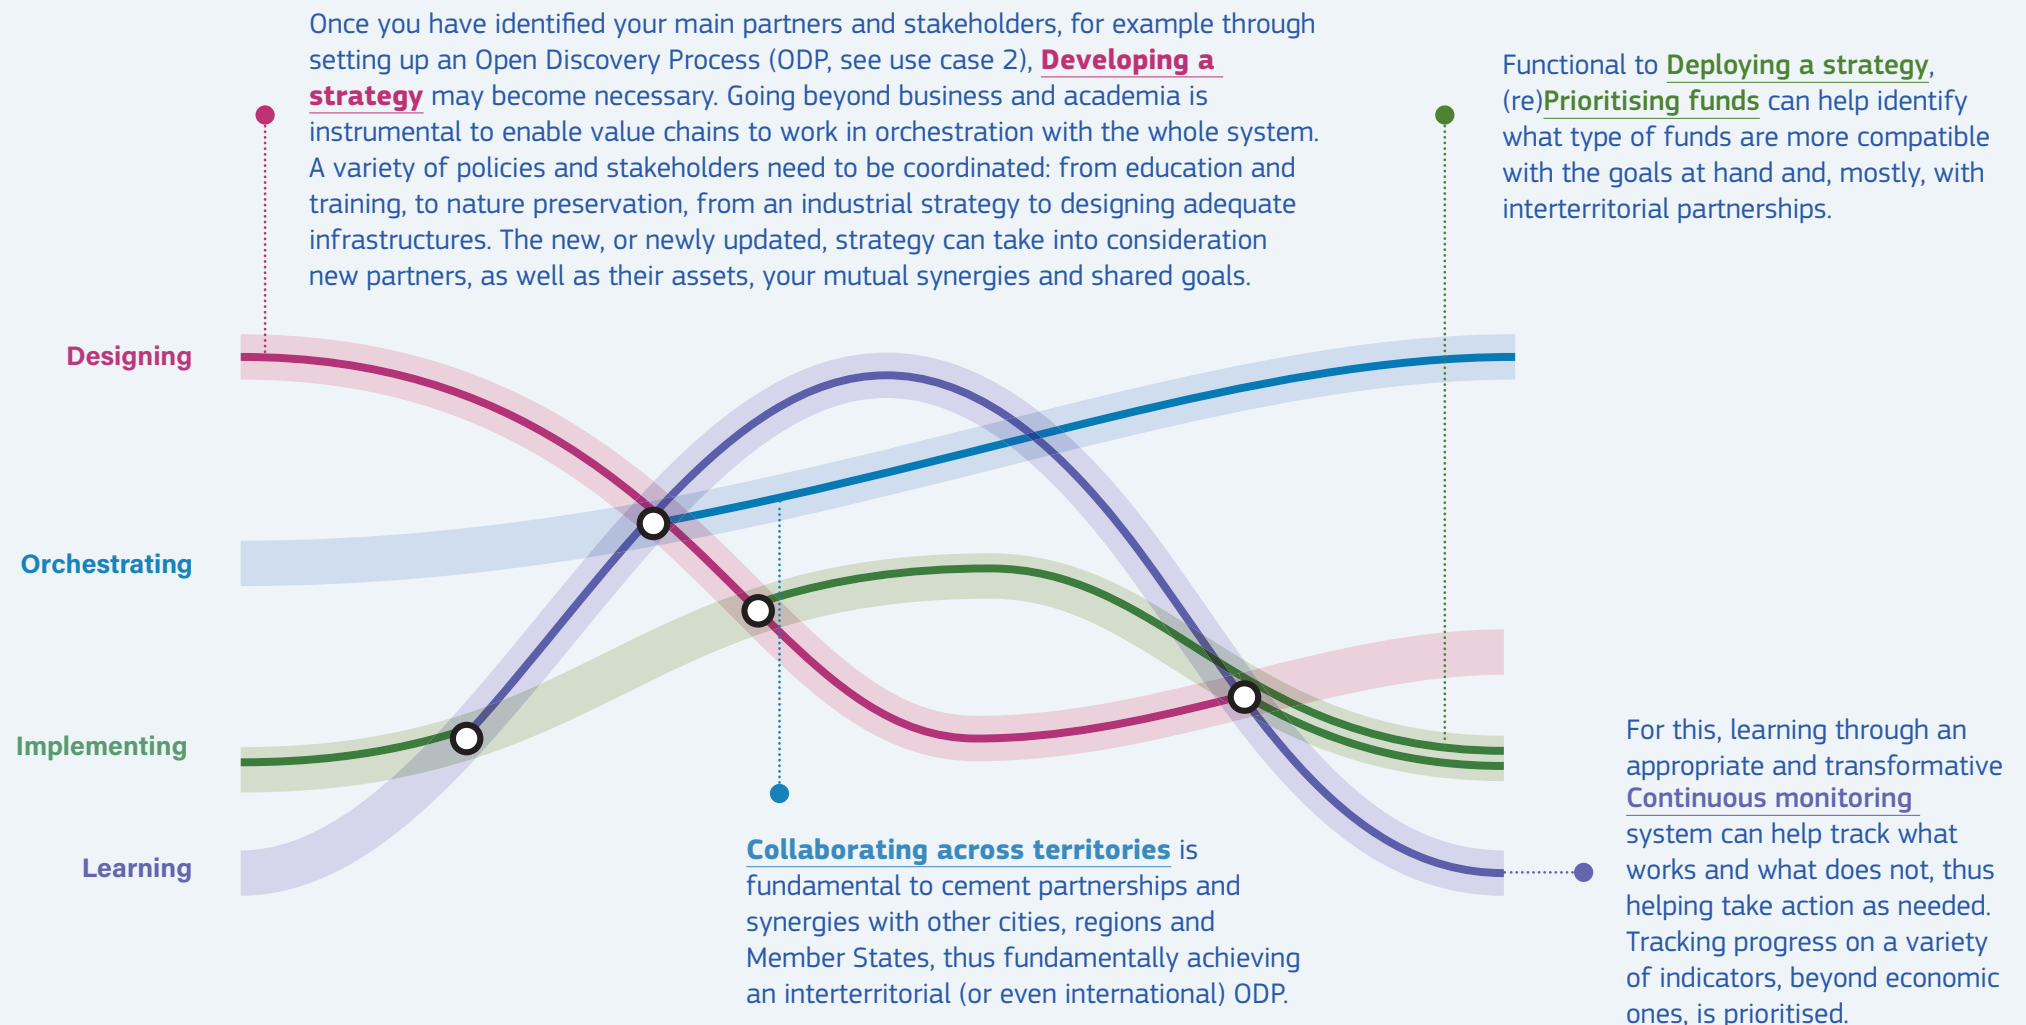 Once you have identified your main partners and stakeholders, for example through
setting up an Open Discovery Process (ODP, see use case 2), Developing a
strategy may become necessary. Going beyond business and academia is
instrumental to enable value chains to work in orchestration with the whole system.
A variety of policies and stakeholders need to be coordinated: from education and
training, to nature preservation, from an industrial strategy to designing adequate
infrastructures. The new, or newly updated, strategy can take into consideration
new partners, as well as their assets, your mutual synergies and shared goals.
Functional to Deploying a strategy,
(re)Prioritising funds can help identify
what type of funds are more compatible
with the goals at hand and, mostly, with
interterritorial partnerships.
Designing
Orchestrating
Implementing
Learning
Collaborating across territories is
fundamental to cement partnerships and
synergies with other cities, regions and
Member States, thus fundamentally achieving
an interterritorial (or even international) ODP.
For this, learning through an
appropriate and transformative
Continuous monitoring
system can help track what
works and what does not, thus
helping take action as needed.
Tracking progress on a variety
of indicators, beyond economic
ones, is prioritised.